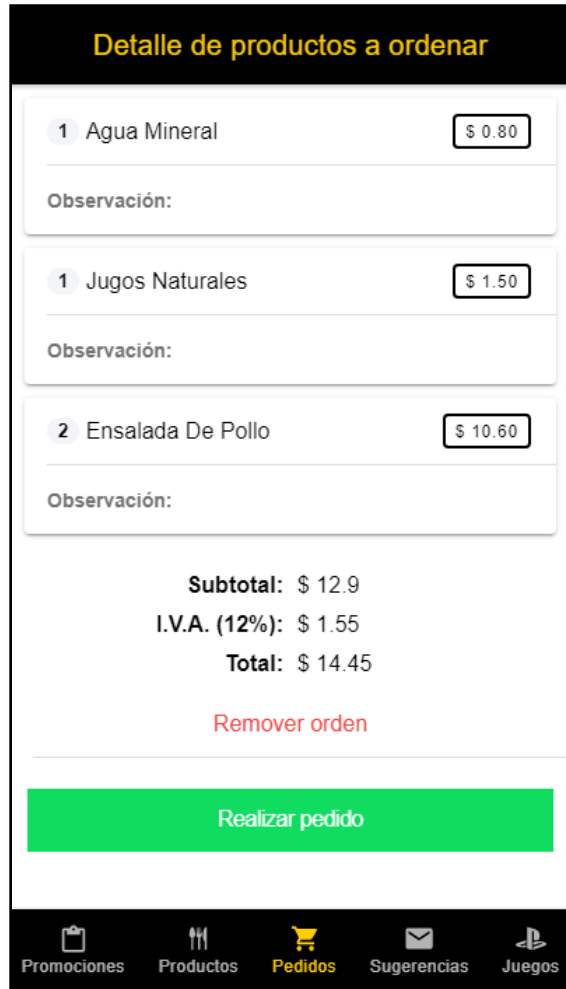 Detalle de productos a ordenar
1 Agua Mineral $ 0.80
Observación:
1 Jugos Naturales $ 1.50
Observación:
2 Ensalada De Pollo $ 10.60
Observación:
Subtotal: $ 12.9
I.V.A. (12%): $ 1.55
Total: $ 14.45
Remover orden
Realizar pedido
Promociones Productos Pedidos Sugerencias Juegos